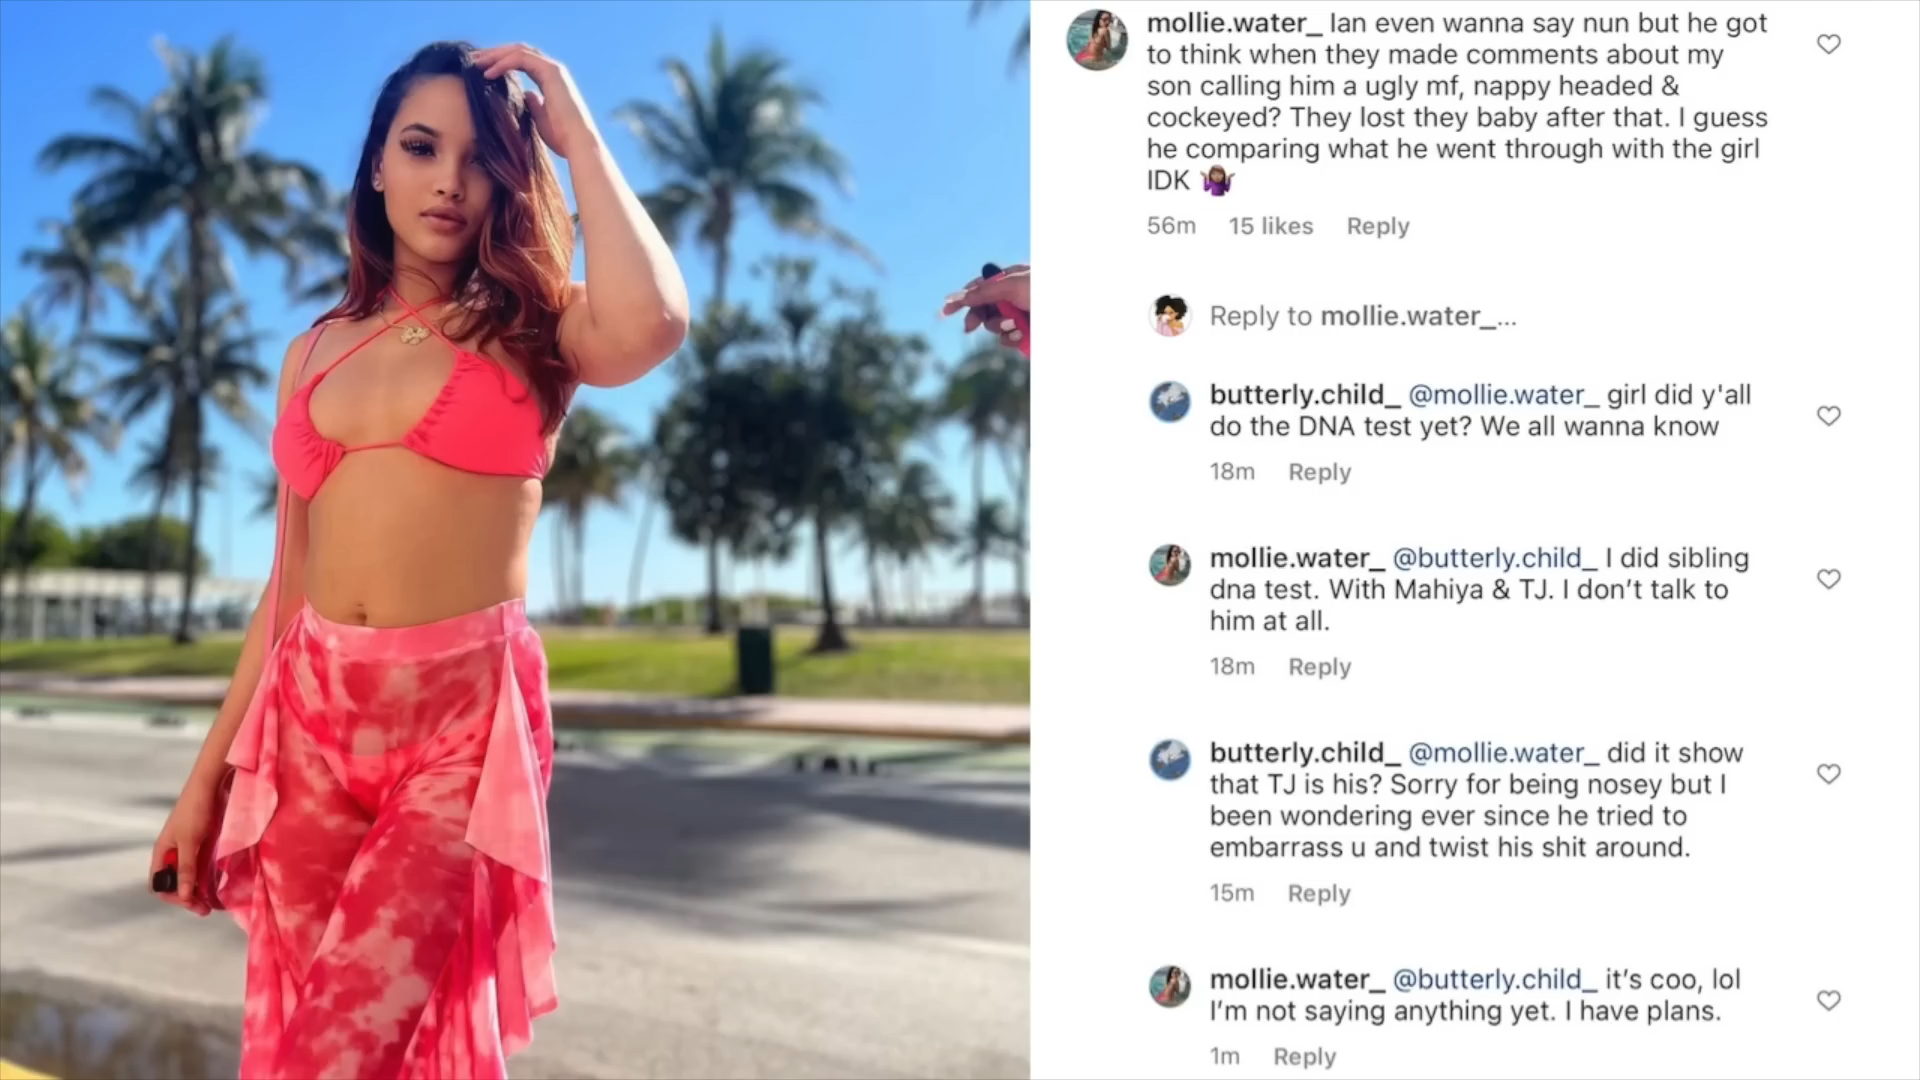 mollie.water_ Ian even wanna say nun but he got
to think when they made comments about my
son calling him a ugly mf, nappy headed &
cockeyed? They lost they baby after that. I guess
he comparing what he went through with the girl
IDK 🤷🏽‍♀️
56m 15 likes Reply
Reply to mollie.water_...
butterly.child_ @mollie.water_ girl did y'all
do the DNA test yet? We all wanna know
18m Reply
mollie.water_ @butterly.child_ I did sibling
dna test. With Mahiya & TJ. I don’t talk to
him at all.
18m Reply
butterly.child_ @mollie.water_ did it show
that TJ is his? Sorry for being nosey but I
been wondering ever since he tried to
embarrass u and twist his shit around.
15m Reply
mollie.water_ @butterly.child_ it’s coo, lol
I’m not saying anything yet. I have plans.
1m Reply